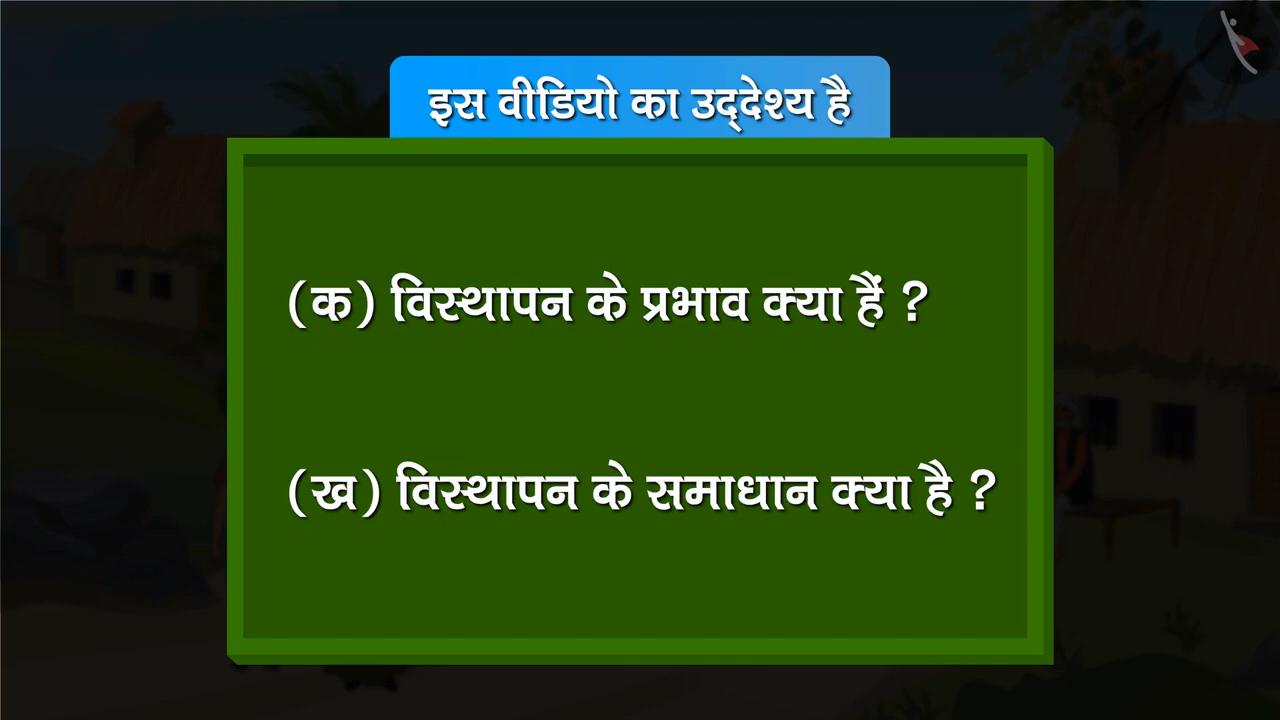 इस वीडियो का उद्देश्य है
(क) विस्थापन के प्रभाव क्या हैं ?
(ख) विस्थापन के समाधान क्या है ?